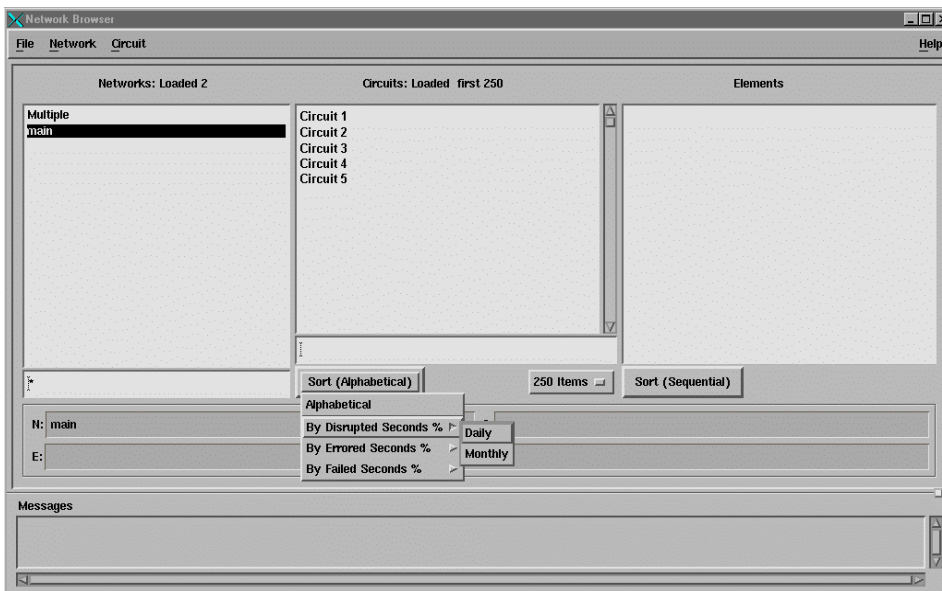 Network Browser
File Network Circuit Help
Networks: Loaded 2
Circuits: Loaded first 250
Elements
Multiple
main
Circuit 1
Circuit 2
Circuit 3
Circuit 4
Circuit 5
*
Sort (Alphabetical)
250 Items
Sort (Sequential)
Alphabetical
By Disrupted Seconds %
By Errored Seconds %
By Failed Seconds %
Daily
Monthly
N: main
E:
Messages